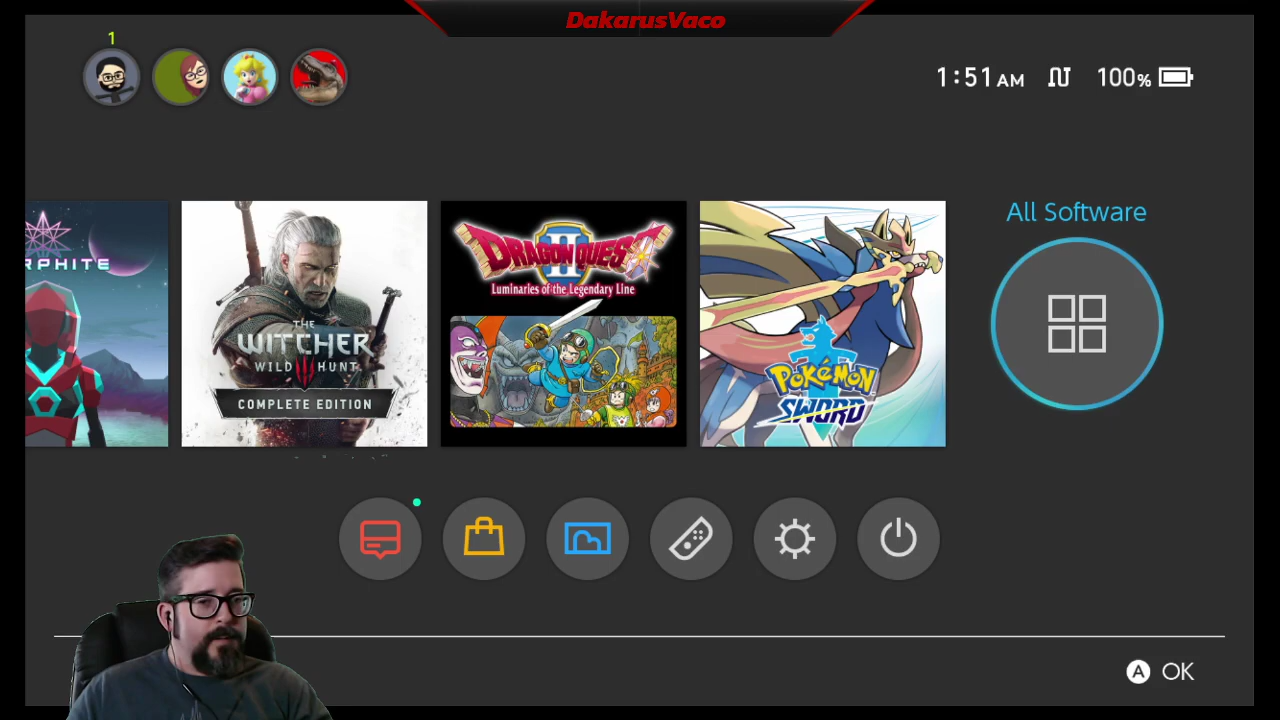 DakarusVaco
1
1:51 AM
100%
All Software
RPHITE
THE
WITCHER
WILD HUNT
COMPLETE EDITION
DRAGON QUEST
II
Luminaries of the Legendary Line
POKÉMON
SWORD
A OK